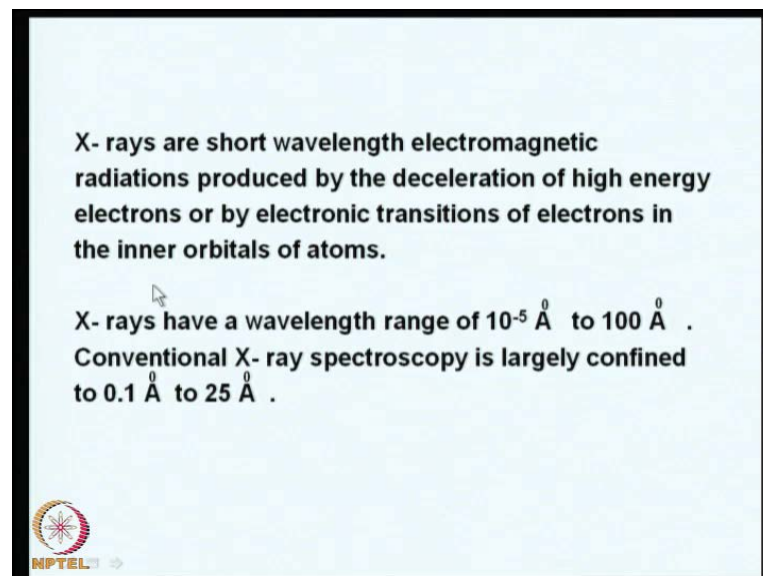 X- rays are short wavelength electromagnetic
radiations produced by the deceleration of high energy
electrons or by electronic transitions of electrons in
the inner orbitals of atoms.
X- rays have a wavelength range of 10⁻⁵ Å to 100 Å .
Conventional X- ray spectroscopy is largely confined
to 0.1 Å to 25 Å .
NPTEL